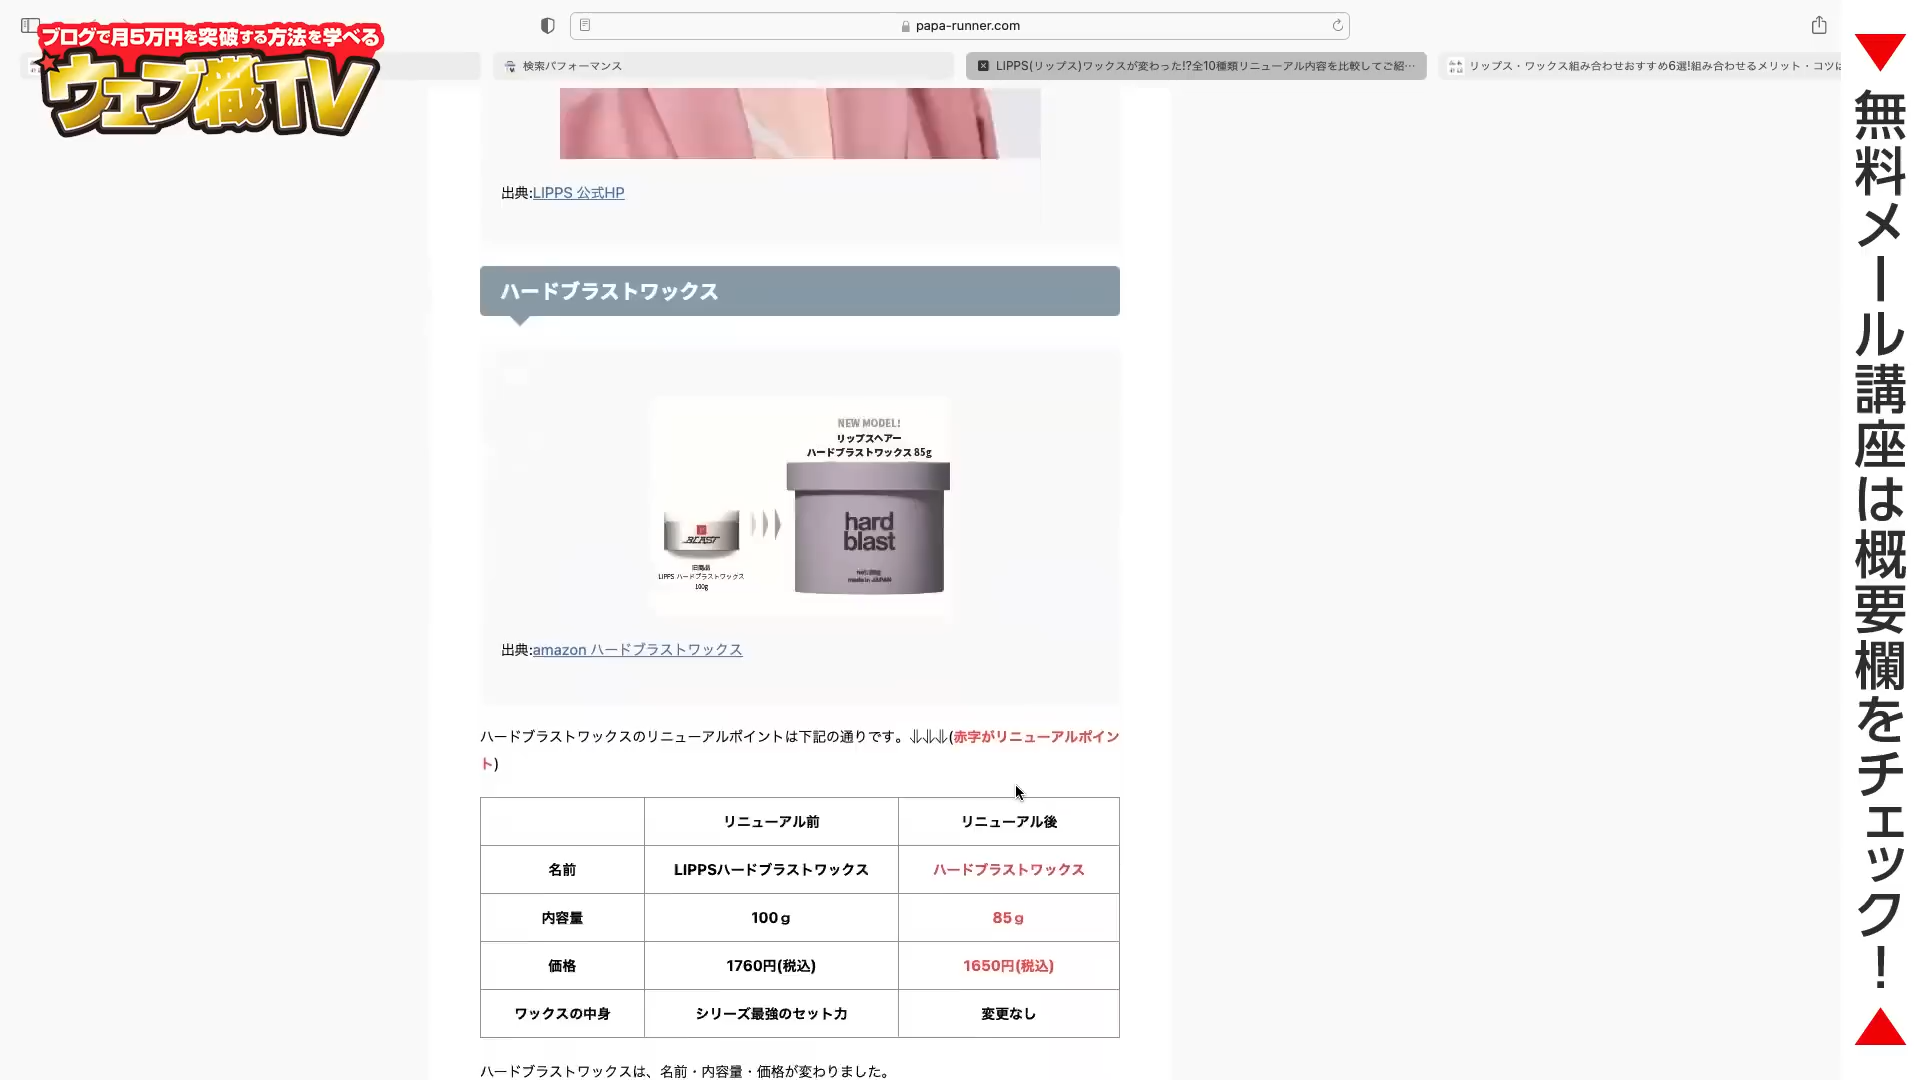 papa-runner.com
ブログで月5万円を突破する方法を学べる
ウェブ職TV
検索パフォーマンス
LIPPS(リップス)ワックスが変わった!?全10種類リニューアル内容を比較してご紹…
リップス・ワックス組み合わせおすすめ6選!組み合わせるメリット・コツは
出典:LIPPS 公式HP
ハードブラストワックス
NEW MODEL!
リップスヘアー
ハードブラストワックス 85g
hard
blast
made in JAPAN
BLAST
旧商品
LIPPS ハードブラストワックス
100g
出典:amazon ハードブラストワックス
ハードブラストワックスのリニューアルポイントは下記の通りです。⇓⇓⇓(赤字がリニューアルポイン
ト)
リニューアル前 リニューアル後
名前 LIPPSハードブラストワックス ハードブラストワックス
内容量 100g 85g
価格 1760円(税込) 1650円(税込)
ワックスの中身 シリーズ最強のセット力 変更なし
ハードブラストワックスは、名前・内容量・価格が変わりました。
無料メール講座は概要欄をチェック!